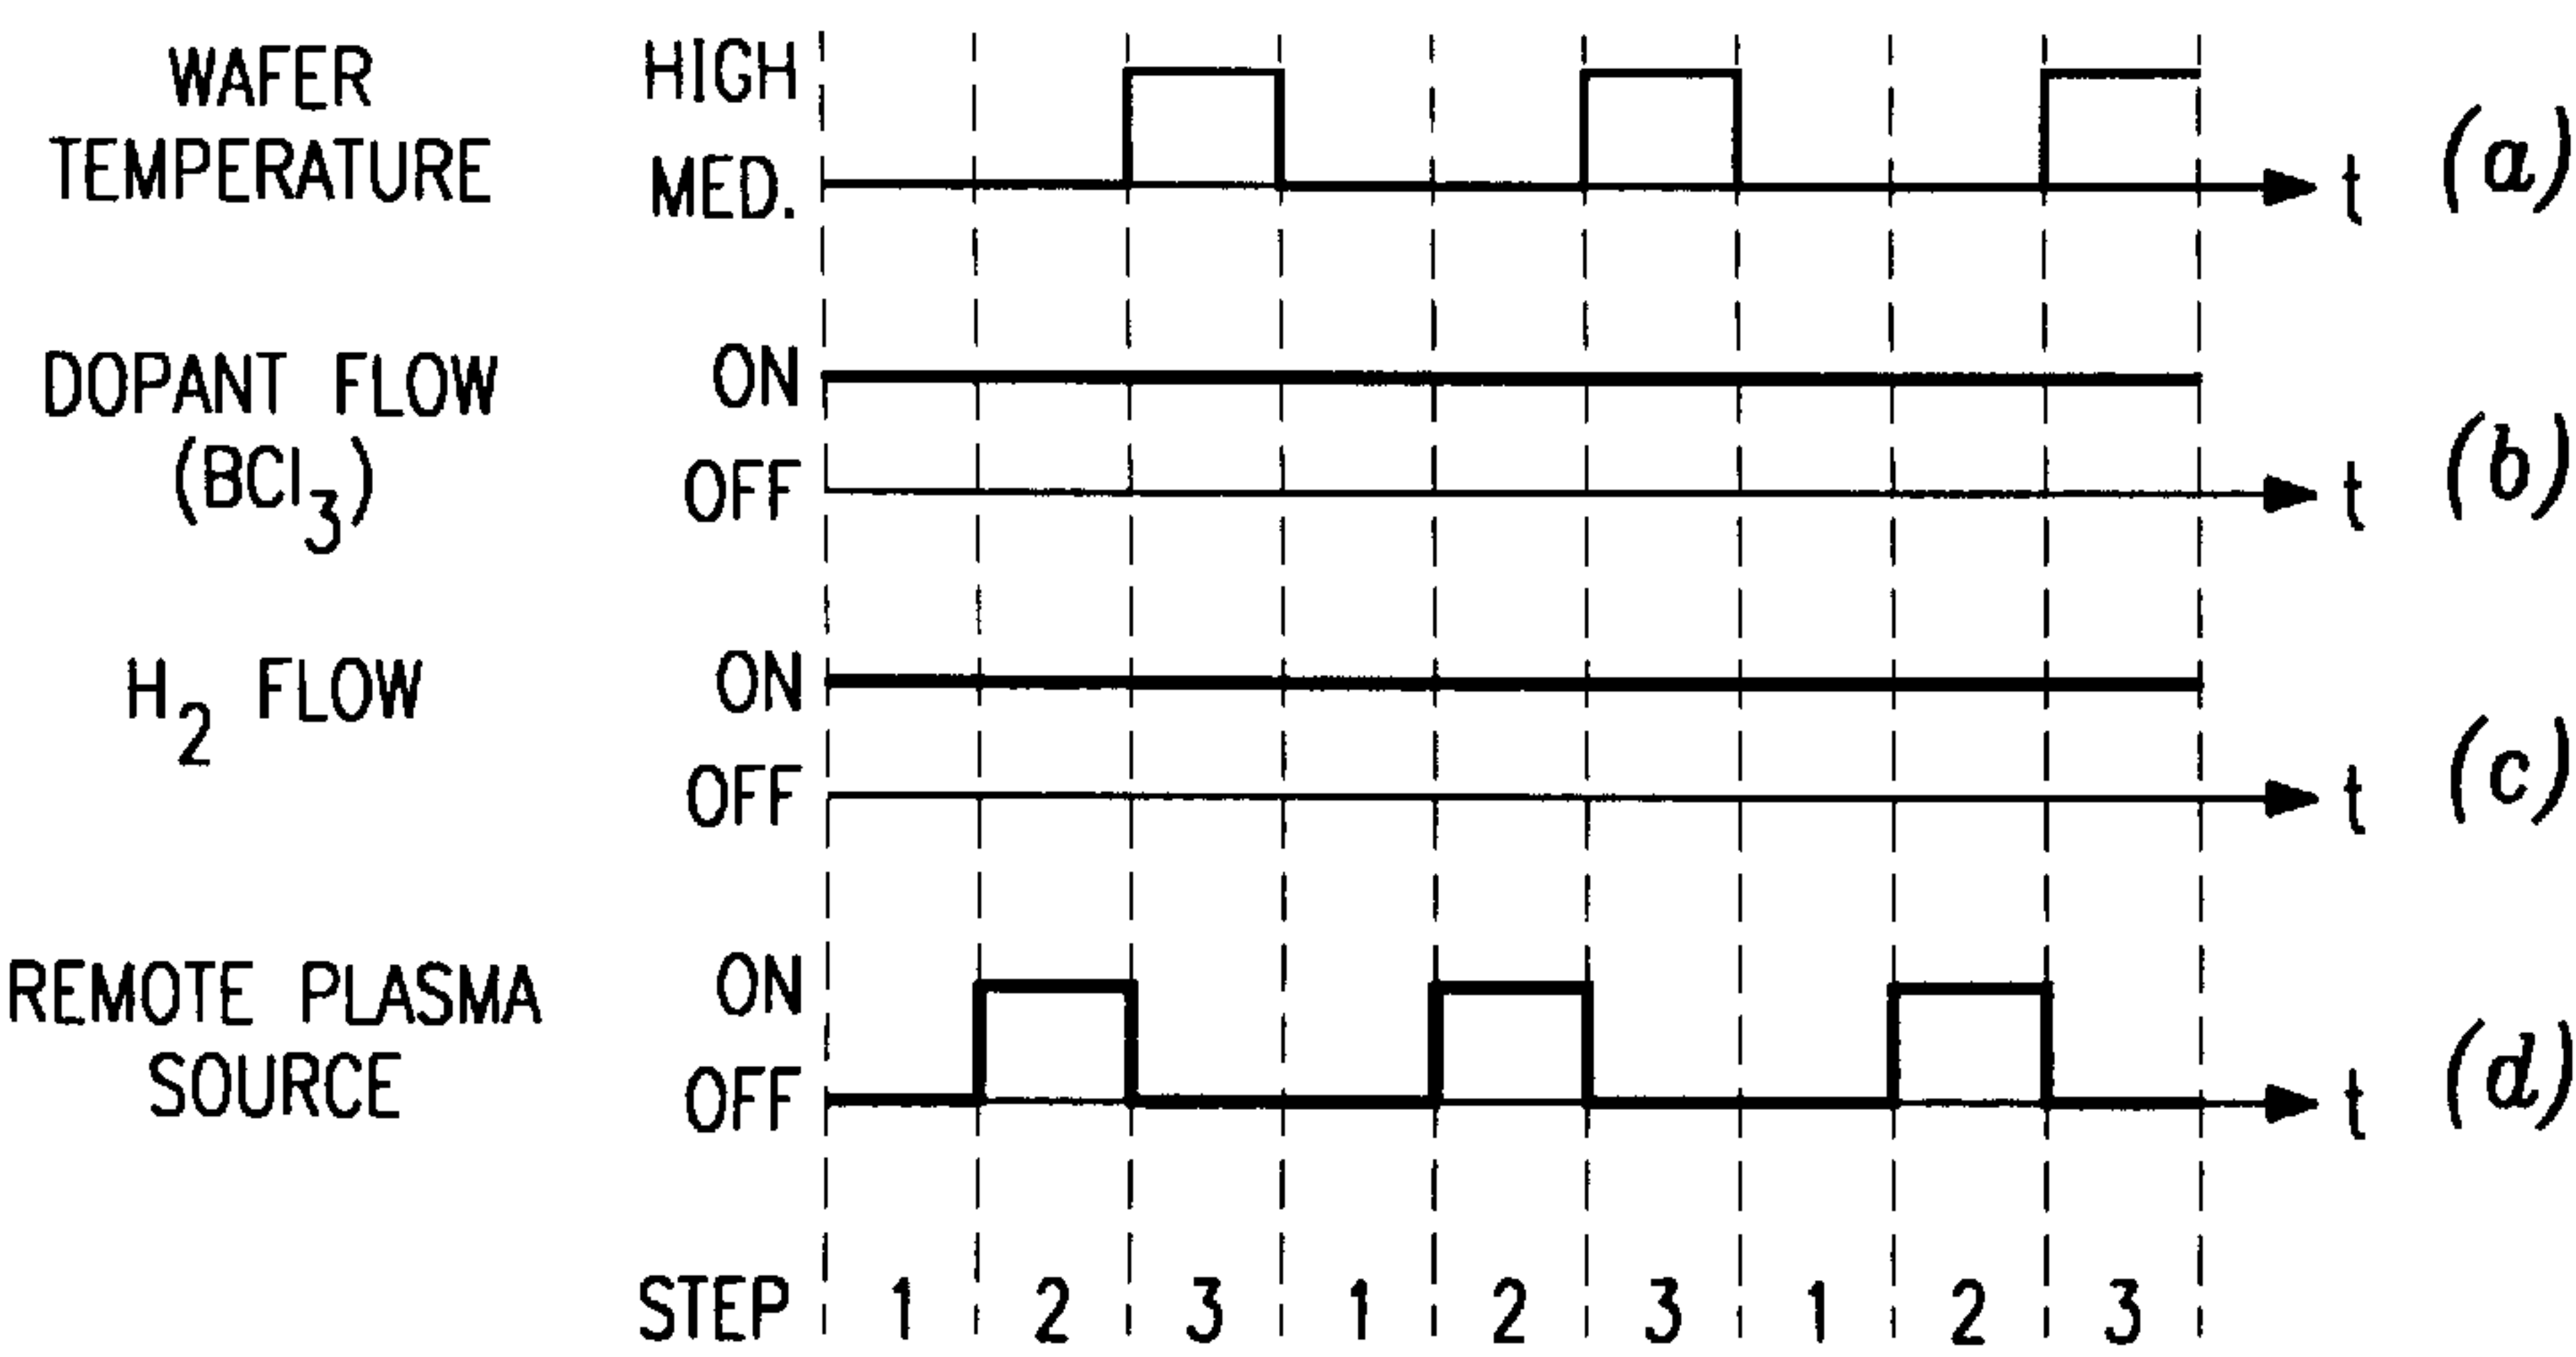 WAFER
TEMPERATURE
HIGH
MED.
t
(a)
DOPANT FLOW
(BCl3)
ON
OFF
t
(b)
H2 FLOW
ON
OFF
t
(c)
REMOTE PLASMA
SOURCE
ON
OFF
t
(d)
STEP 1 2 3 1 2 3 1 2 3